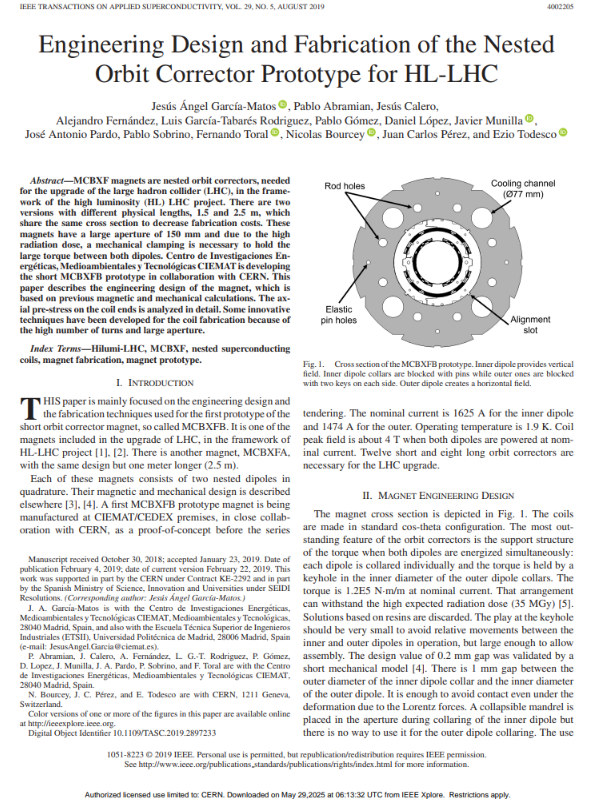 IEEE TRANSACTIONS ON APPLIED SUPERCONDUCTIVITY, VOL. 29, NO. 5, AUGUST 2019
4002205
Engineering Design and Fabrication of the Nested
Orbit Corrector Prototype for HL-LHC
Jesús Ángel García-Matos, Pablo Abramian, Jesús Calero,
Alejandro Fernández, Luis García-Tabarés Rodriguez, Pablo Gómez, Daniel López, Javier Munilla,
José Antonio Pardo, Pablo Sobrino, Fernando Toral, Nicolas Bourcey, Juan Carlos Pérez, and Ezio Todesco
Abstract—MCBXF magnets are nested orbit correctors, needed
for the upgrade of the large hadron collider (LHC), in the frame-
work of the high luminosity (HL) LHC project. There are two
versions with different physical lengths, 1.5 and 2.5 m, which
share the same cross section to decrease fabrication costs. These
magnets have a large aperture of 150 mm and due to the high
radiation dose, a mechanical clamping is necessary to hold the
large torque between both dipoles. Centro de Investigaciones En-
ergéticas, Medioambientales y Tecnológicas CIEMAT is developing
the short MCBXFB prototype in collaboration with CERN. This
paper describes the engineering design of the magnet, which is
based on previous magnetic and mechanical calculations. The ax-
ial pre-stress on the coil ends is analyzed in detail. Some innovative
techniques have been developed for the coil fabrication because of
the high number of turns and large aperture.
Index Terms—Hilumi-LHC, MCBXF, nested superconducting
coils, magnet fabrication, magnet prototype.
I. INTRODUCTION
THIS paper is mainly focused on the engineering design and
the fabrication techniques used for the first prototype of the
short orbit corrector magnet, so called MCBXFB. It is one of the
magnets included in the upgrade of LHC, in the framework of
HL-LHC project [1], [2]. There is another magnet, MCBXFA,
with the same design but one meter longer (2.5 m).
Each of these magnets consists of two nested dipoles in
quadrature. Their magnetic and mechanical design is described
elsewhere [3], [4]. A first MCBXFB prototype magnet is being
manufactured at CIEMAT/CEDEX premises, in close collab-
oration with CERN, as a proof-of-concept before the series
Manuscript received October 30, 2018; accepted January 23, 2019. Date of
publication February 4, 2019; date of current version February 22, 2019. This
work was supported in part by the CERN under Contract KE-2292 and in part
by the Spanish Ministry of Science, Innovation and Universities under SEIDI
Resolutions. (Corresponding author: Jesús Ángel García-Matos.)
J. A. García-Matos is with the Centro de Investigaciones Energéticas,
Medioambientales y Tecnológicas CIEMAT, Medioambientales y Tecnológicas,
28040 Madrid, Spain, and also with the Escuela Técnica Superior de Ingenieros
Industriales (ETSII), Universidad Politécnica de Madrid, 28006 Madrid, Spain
(e-mail: JesusAngel.Garcia@ciemat.es).
P. Abramian, J. Calero, A. Fernández, L. G.-T. Rodriguez, P. Gómez,
D. Lopez, J. Munilla, J. A. Pardo, P. Sobrino, and F. Toral are with the Centro
de Investigaciones Energéticas, Medioambientales y Tecnológicas CIEMAT,
28040 Madrid, Spain.
N. Bourcey, J. C. Pérez, and E. Todesco are with CERN, 1211 Geneva,
Switzerland.
Color versions of one or more of the figures in this paper are available online
at http://ieeexplore.ieee.org.
Digital Object Identifier 10.1109/TASC.2019.2897233
Rod holes
Cooling channel
(Ø77 mm)
Elastic
pin holes
Alignment
slot
Fig. 1. Cross section of the MCBXFB prototype. Inner dipole provides vertical
field. Inner dipole collars are blocked with pins while outer ones are blocked
with two keys on each side. Outer dipole creates a horizontal field.
tendering. The nominal current is 1625 A for the inner dipole
and 1474 A for the outer. Operating temperature is 1.9 K. Coil
peak field is about 4 T when both dipoles are powered at nom-
inal current. Twelve short and eight long orbit correctors are
necessary for the LHC upgrade.
II. MAGNET ENGINEERING DESIGN
The magnet cross section is depicted in Fig. 1. The coils
are made in standard cos-theta configuration. The most out-
standing feature of the orbit correctors is the support structure
of the torque when both dipoles are energized simultaneously:
each dipole is collared individually and the torque is held by a
keyhole in the inner diameter of the outer dipole collars. The
torque is 1.2E5 N·m/m at nominal current. That arrangement
can withstand the high expected radiation dose (35 MGy) [5].
Solutions based on resins are discarded. The play at the keyhole
should be very small to avoid relative movements between the
inner and outer dipoles in operation, but large enough to allow
assembly. The design value of 0.2 mm gap was validated by a
short mechanical model [4]. There is 1 mm gap between the
outer diameter of the inner dipole collar and the inner diameter
of the outer dipole. It is enough to avoid contact even under the
deformation due to the Lorentz forces. A collapsible mandrel is
placed in the aperture during collaring of the inner dipole but
there is no way to use it for the outer dipole collaring. The use
1051-8223 © 2019 IEEE. Personal use is permitted, but republication/redistribution requires IEEE permission.
See http://www.ieee.org/publications_standards/publications/rights/index.html for more information.
Authorized licensed use limited to: CERN. Downloaded on May 29,2025 at 06:13:32 UTC from IEEE Xplore. Restrictions apply.